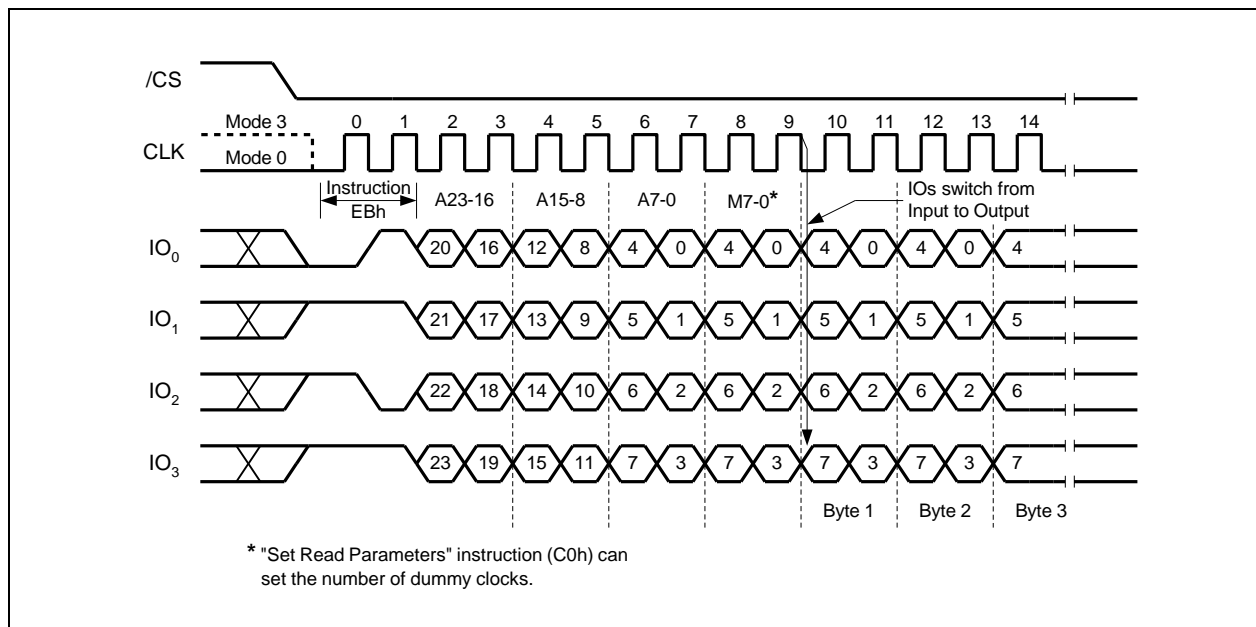 /CS
Mode 3 0 1 2 3 4 5 6 7 8 9 10 11 12 13 14
CLK
Mode 0
Instruction
EBh
A23-16 A15-8 A7-0 M7-0*
IOs switch from
Input to Output
IO0 20 16 12 8 4 0 4 0 4 0 4 0 4
IO1 21 17 13 9 5 1 5 1 5 1 5 1 5
IO2 22 18 14 10 6 2 6 2 6 2 6 2 6
IO3 23 19 15 11 7 3 7 3 7 3 7 3 7
Byte 1 Byte 2 Byte 3
* "Set Read Parameters" instruction (C0h) can
set the number of dummy clocks.